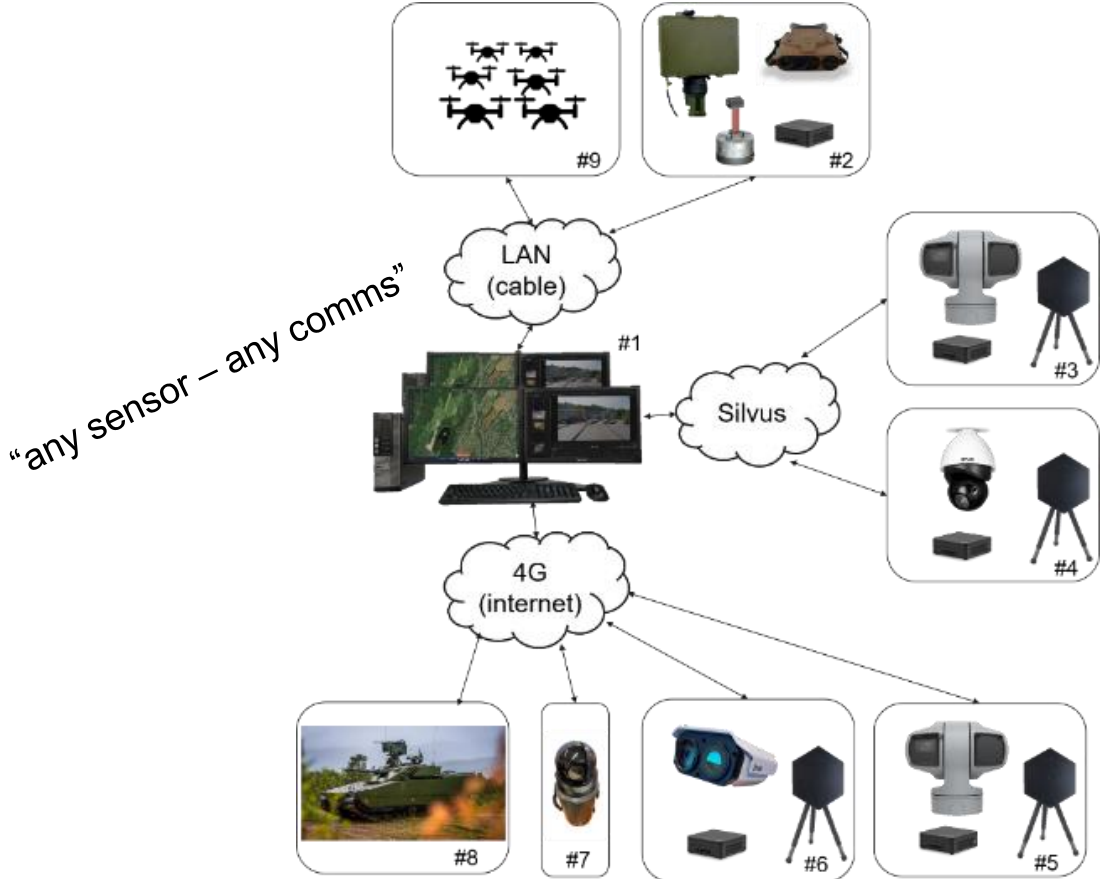 #9
#2
LAN
(cable)
“any sensor – any comms”
#1
#3
Silvus
#4
4G
(internet)
#8
#7
#6
#5